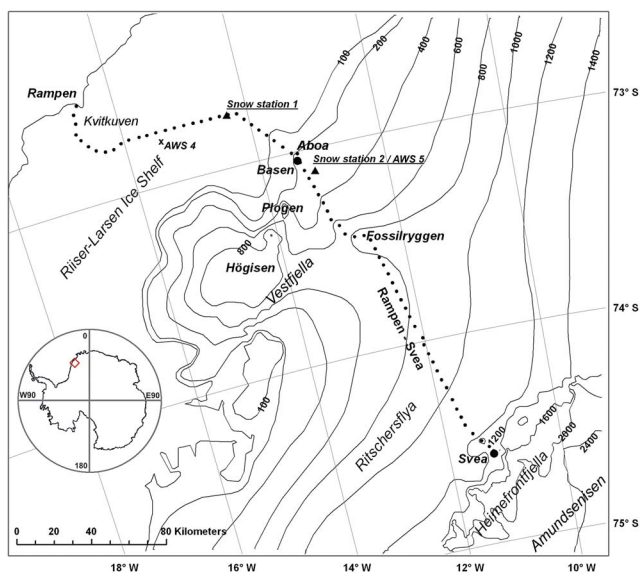 100
200
400
600
800
1000
1200
1400
73° S
Rampen
Kvitkuven
Snow station 1
AWS 4
Aboa
Basen
Snow station 2 / AWS 5
Riiser-Larsen Ice Shelf
Plogen
Fossilryggen
800
Högisen
Vestfjella
74° S
Rampen - Svea
0
W90
E90
180
100
Ritscherflya
1200
1600
2000
2400
Svea
Heimefrontfjella
Amundsenisen
75° S
0
40
80 Kilometers
18° W
16° W
14° W
12° W
10° W